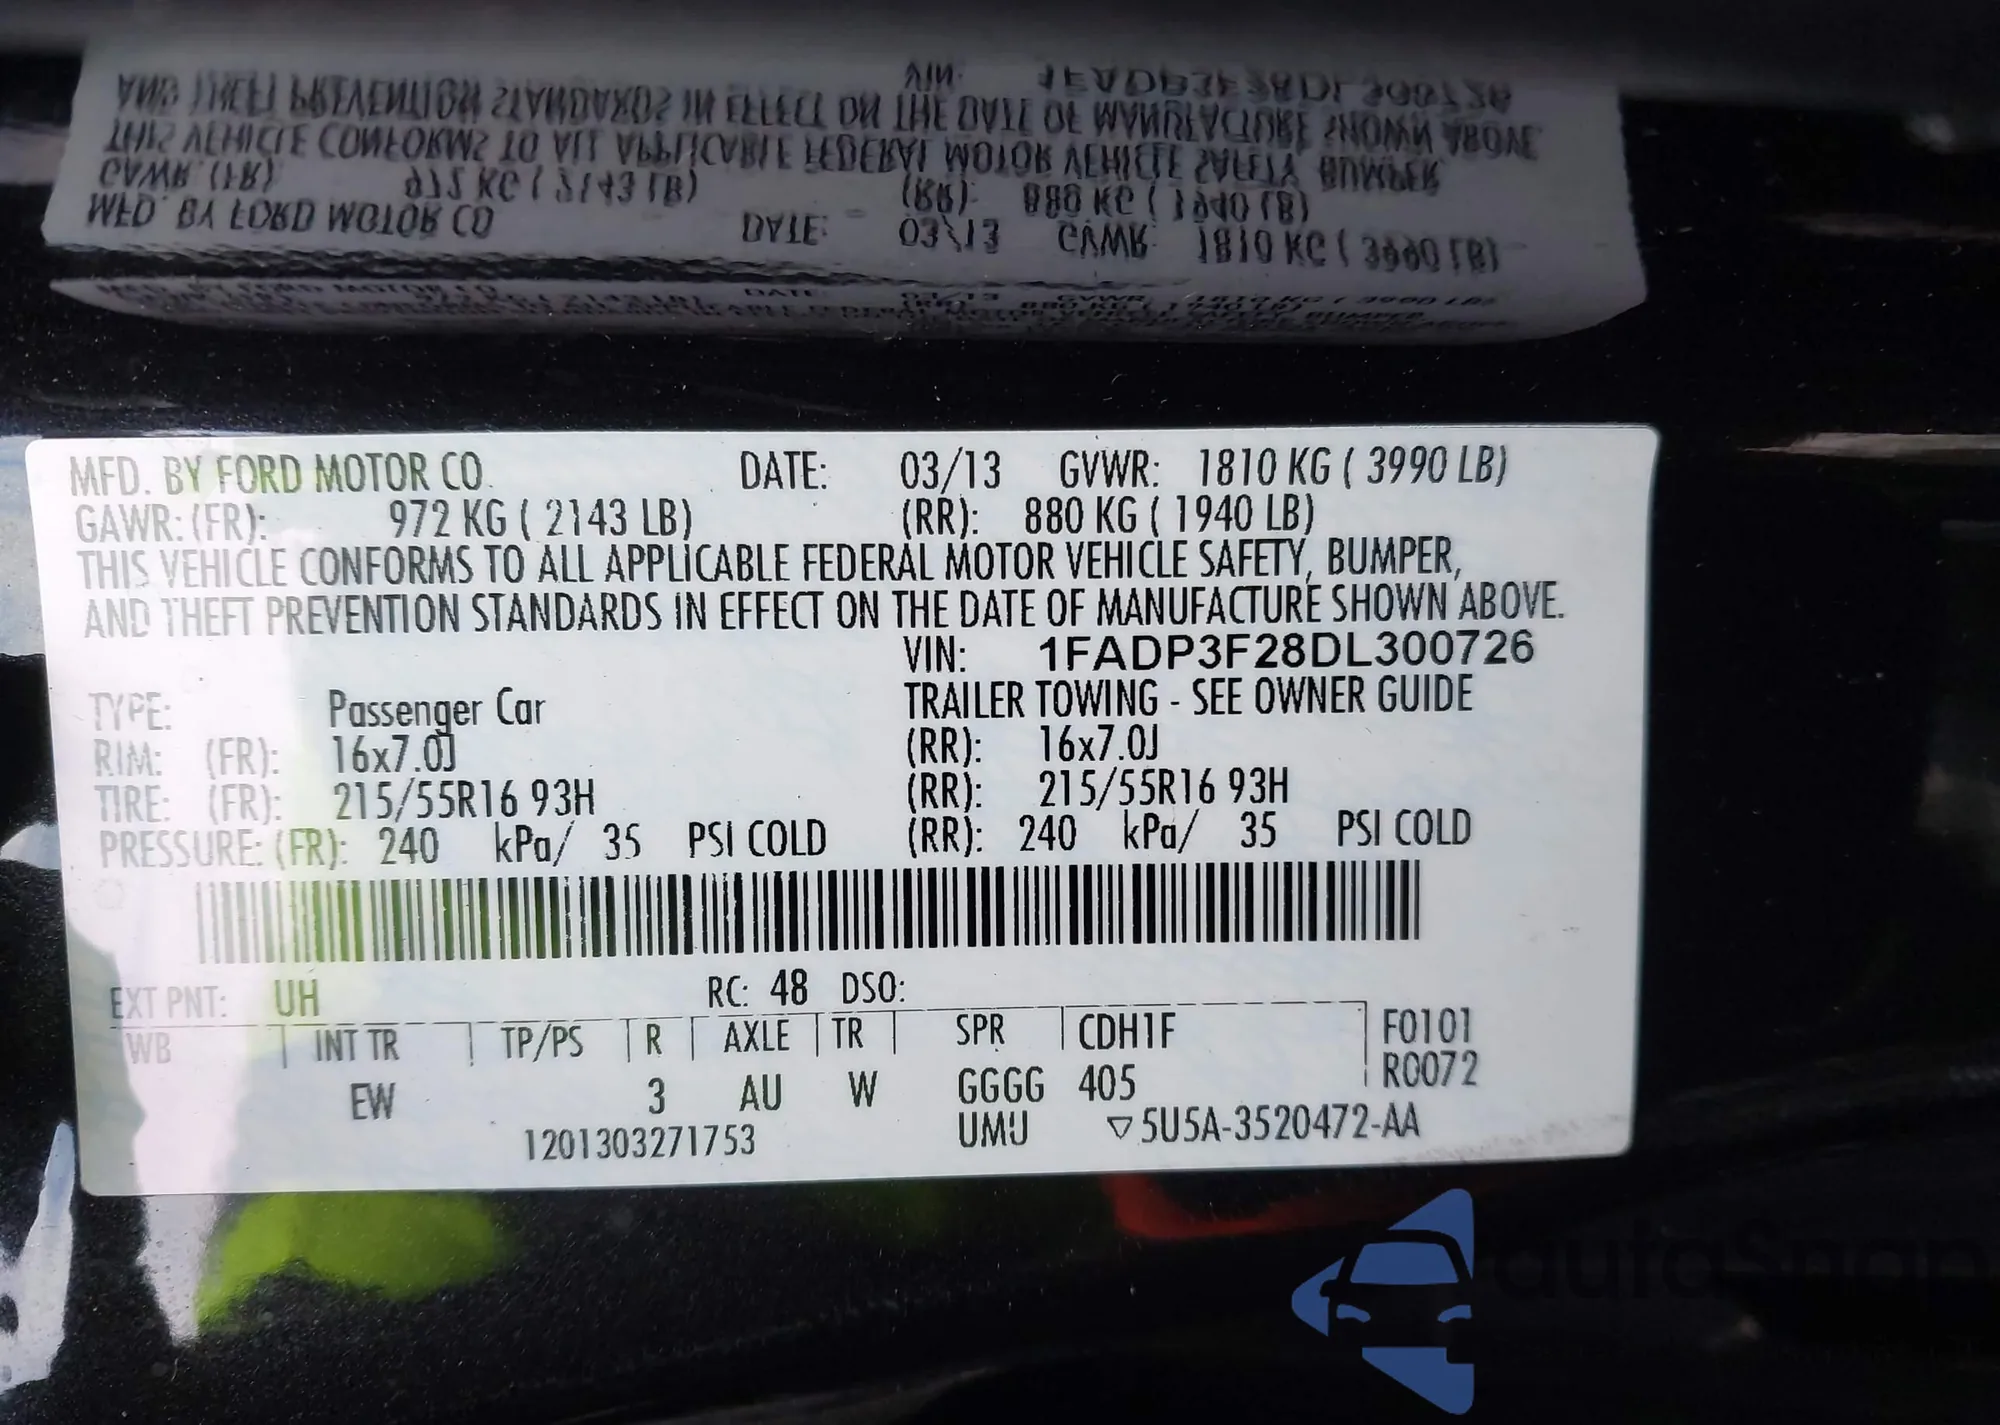 MFD. BY FORD MOTOR CO. DATE: 03/13 GVWR: 1810 KG ( 3990 LB)
GAWR: (FR): 972 KG ( 2143 LB) (RR): 880 KG ( 1940 LB)
THIS VEHICLE CONFORMS TO ALL APPLICABLE FEDERAL MOTOR VEHICLE SAFETY, BUMPER,
AND THEFT PREVENTION STANDARDS IN EFFECT ON THE DATE OF MANUFACTURE SHOWN ABOVE.
VIN: 1FADP3F28DL300726
TYPE: Passenger Car TRAILER TOWING - SEE OWNER GUIDE
RIM: (FR): 16x7.0J (RR): 16x7.0J
TIRE: (FR): 215/55R16 93H (RR): 215/55R16 93H
PRESSURE: (FR): 240 kPa/ 35 PSI COLD (RR): 240 kPa/ 35 PSI COLD
EXT PNT: UH RC: 48 DSO:
WB INT TR TP/PS R AXLE TR SPR CDH1F F0101
EW 3 AU W GGGG 405 R0072
1201303271753 UMU ▽5U5A-3520472-AA
autoSnap